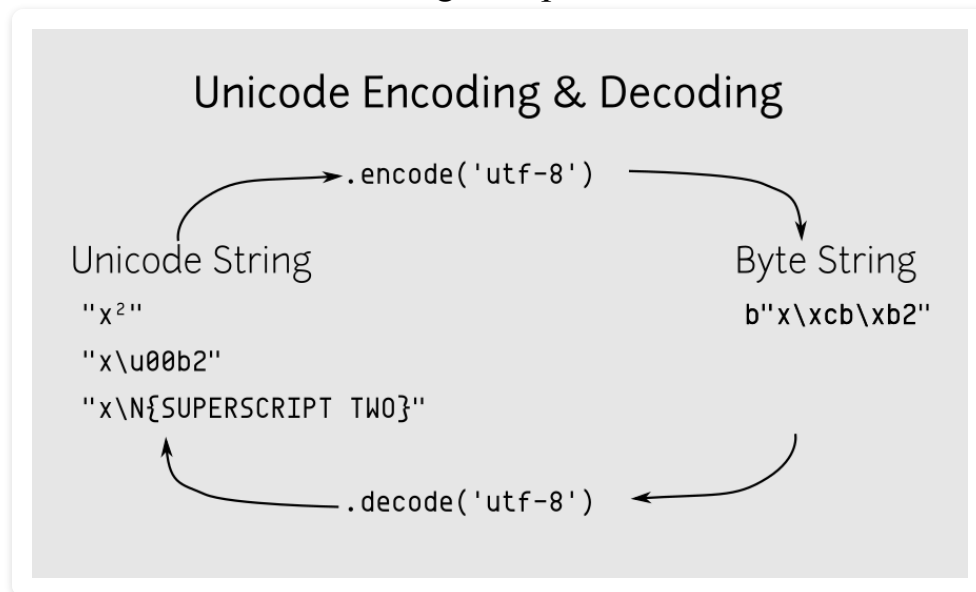 Unicode Encoding & Decoding
.encode('utf-8')
Unicode String
Byte String
"x²"
b"x\xcb\xb2"
"x\u00b2"
"x\N{SUPERSCRIPT TWO}"
.decode('utf-8')